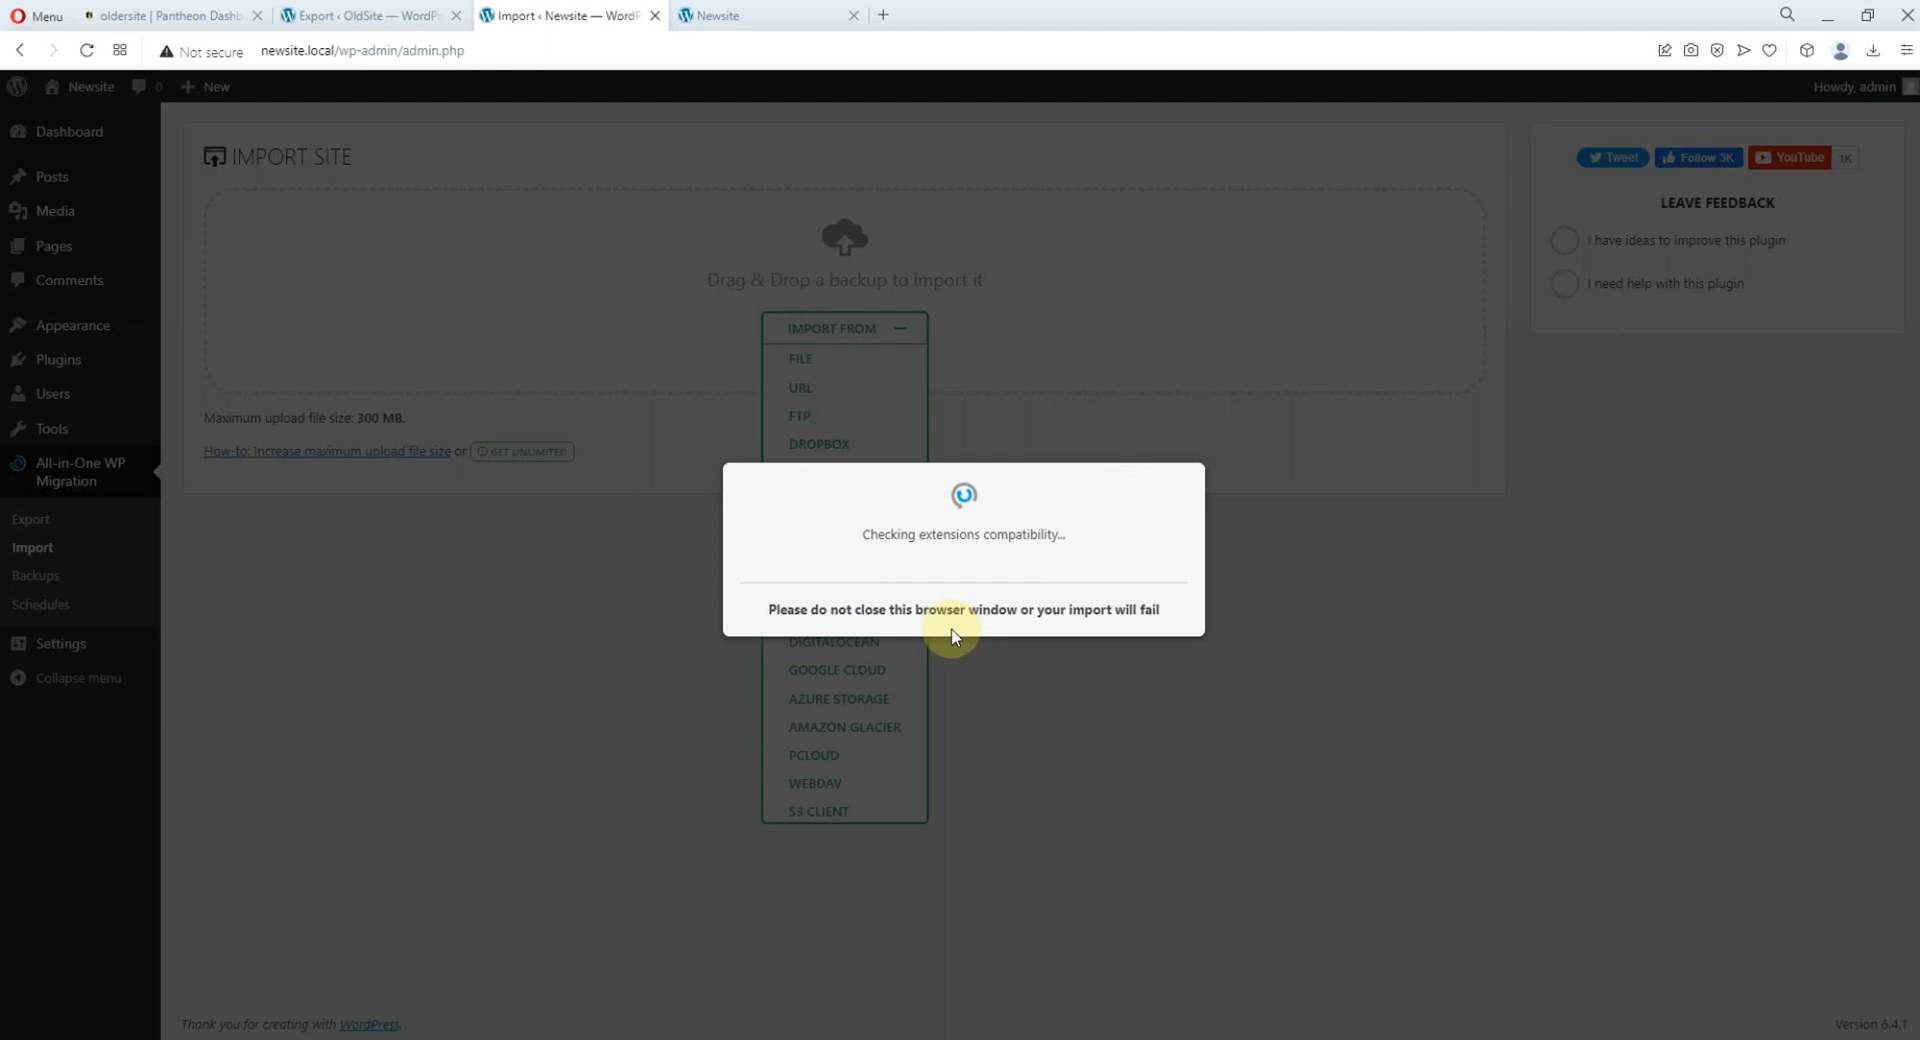 Menu
oldersite | Pantheon Dashb
Export ‹ OldSite — WordPr
Import ‹ Newsite — WordP
Newsite
Not secure
newsite.local/wp-admin/admin.php
Newsite
0
New
Howdy, admin
Dashboard
Posts
Media
Pages
Comments
Appearance
Plugins
Users
Tools
All-in-One WP
Migration
Export
Import
Backups
Schedules
Settings
Collapse menu
IMPORT SITE
Drag & Drop a backup to import it
IMPORT FROM
FILE
URL
FTP
DROPBOX
Maximum upload file size: 300 MB.
How-to: Increase maximum upload file size or GET UNLIMITED
Checking extensions compatibility...
Please do not close this browser window or your import will fail
DIGITALOCEAN
GOOGLE CLOUD
AZURE STORAGE
AMAZON GLACIER
PCLOUD
WEBDAV
S3 CLIENT
Tweet
Follow 3K
YouTube
1K
LEAVE FEEDBACK
I have ideas to improve this plugin
I need help with this plugin
Thank you for creating with WordPress.
Version 6.4.1